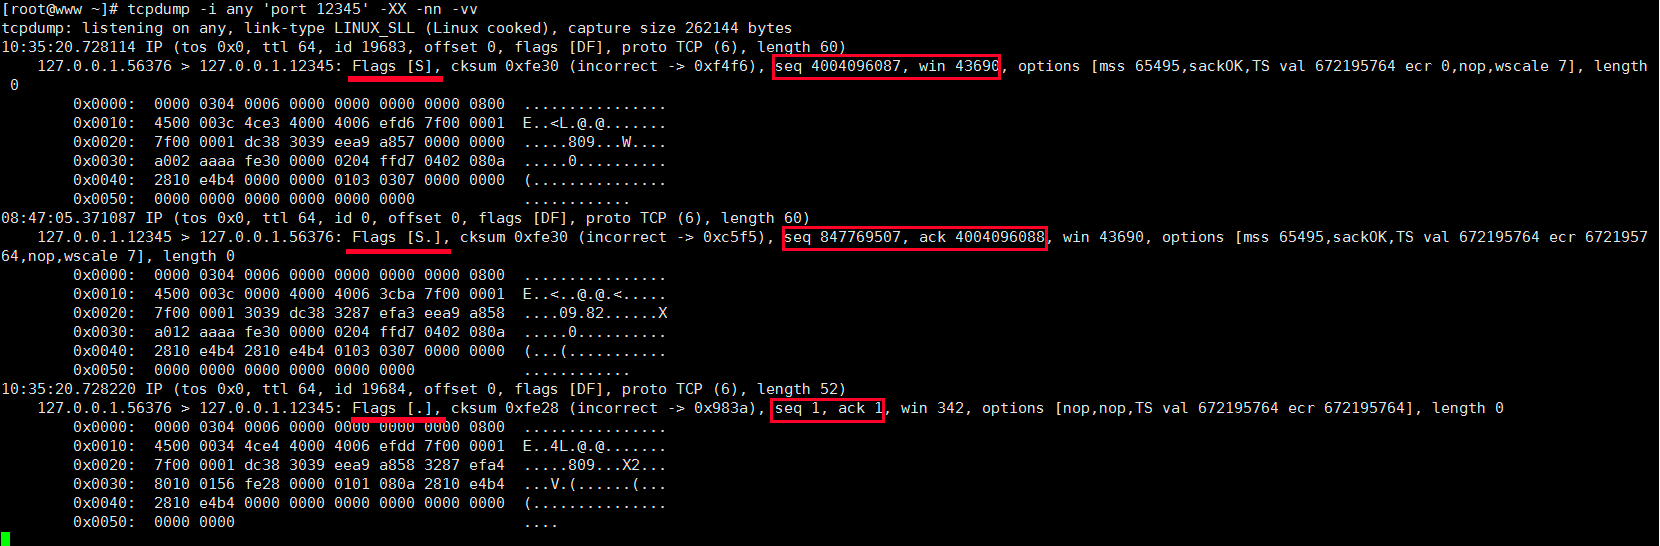 [root@www ~]# tcpdump -i any 'port 12345' -XX -nn -vv
tcpdump: listening on any, link-type LINUX_SLL (Linux cooked), capture size 262144 bytes
10:35:20.728114 IP (tos 0x0, ttl 64, id 19683, offset 0, flags [DF], proto TCP (6), length 60)
    127.0.0.1.56376 > 127.0.0.1.12345: Flags [S], cksum 0xfe30 (incorrect -> 0xf4f6), seq 4004096087, win 43690, options [mss 65495,sackOK,TS val 672195764 ecr 0,nop,wscale 7], length
 0
        0x0000:  0000 0304 0006 0000 0000 0000 0000 0800  ................
        0x0010:  4500 003c 4ce3 4000 4006 efd6 7f00 0001  E..<L.@.@.......
        0x0020:  7f00 0001 dc38 3039 eea9 a857 0000 0000  .....809...W....
        0x0030:  a002 aaaa fe30 0000 0204 ffd7 0402 080a  .....0..........
        0x0040:  2810 e4b4 0000 0000 0103 0307 0000 0000  (...............
        0x0050:  0000 0000 0000 0000 0000 0000            ............
08:47:05.371087 IP (tos 0x0, ttl 64, id 0, offset 0, flags [DF], proto TCP (6), length 60)
    127.0.0.1.12345 > 127.0.0.1.56376: Flags [S.], cksum 0xfe30 (incorrect -> 0xc5f5), seq 847769507, ack 4004096088, win 43690, options [mss 65495,sackOK,TS val 672195764 ecr 6721957
64,nop,wscale 7], length 0
        0x0000:  0000 0304 0006 0000 0000 0000 0000 0800  ................
        0x0010:  4500 003c 0000 4000 4006 3cba 7f00 0001  E..<..@.@.<.....
        0x0020:  7f00 0001 3039 dc38 3287 efa3 eea9 a858  ....09.82......X
        0x0030:  a012 aaaa fe30 0000 0204 ffd7 0402 080a  .....0..........
        0x0040:  2810 e4b4 2810 e4b4 0103 0307 0000 0000  (...(...........
        0x0050:  0000 0000 0000 0000 0000 0000            ............
10:35:20.728220 IP (tos 0x0, ttl 64, id 19684, offset 0, flags [DF], proto TCP (6), length 52)
    127.0.0.1.56376 > 127.0.0.1.12345: Flags [.], cksum 0xfe28 (incorrect -> 0x983a), seq 1, ack 1, win 342, options [nop,nop,TS val 672195764 ecr 672195764], length 0
        0x0000:  0000 0304 0006 0000 0000 0000 0000 0800  ................
        0x0010:  4500 0034 4ce4 4000 4006 efdd 7f00 0001  E..4L.@.@.......
        0x0020:  7f00 0001 dc38 3039 eea9 a858 3287 efa4  .....809...X2...
        0x0030:  8010 0156 fe28 0000 0101 080a 2810 e4b4  ...V.(......(...
        0x0040:  2810 e4b4 0000 0000 0000 0000 0000 0000  (...............
        0x0050:  0000 0000                                ....